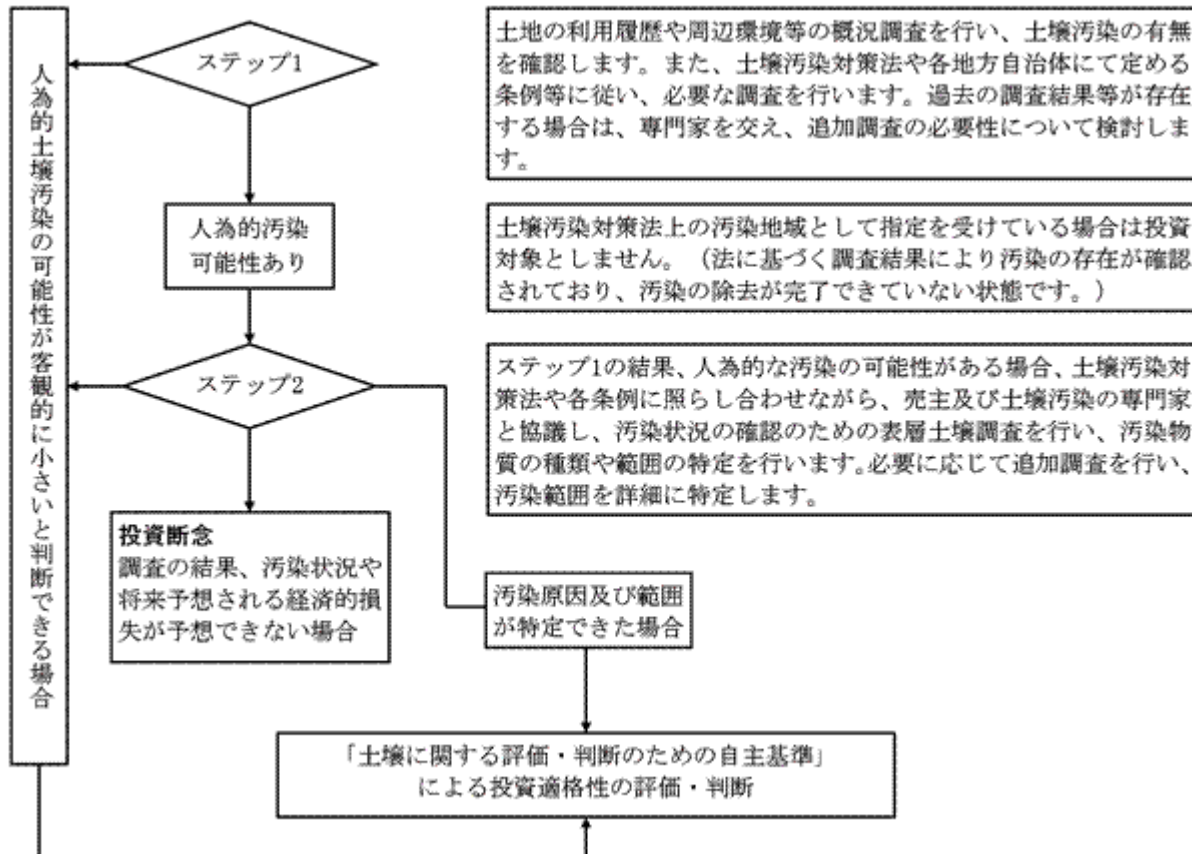 人為的土壌汚染の可能性が客観的に小さいと判断できる場合
ステップ1
土地の利用履歴や周辺環境等の概況調査を行い、土壌汚染の有無
を確認します。また、土壌汚染対策法や各地方自治体にて定める
条例等に従い、必要な調査を行います。過去の調査結果等が存在
する場合は、専門家を交え、追加調査の必要性について検討しま
す。
人為的汚染
可能性あり
土壌汚染対策法上の汚染地域として指定を受けている場合は投資
対象としません。（法に基づく調査結果により汚染の存在が確認
されており、汚染の除去が完了できていない状態です。）
ステップ2
ステップ1の結果、人為的な汚染の可能性がある場合、土壌汚染対
策法や各条例に照らし合わせながら、売主及び土壌汚染の専門家
と協議し、汚染状況の確認のための表層土壌調査を行い、汚染物
質の種類や範囲の特定を行います。必要に応じて追加調査を行い、
汚染範囲を詳細に特定します。
投資断念
調査の結果、汚染状況や
将来予想される経済的損
失が予想できない場合
汚染原因及び範囲
が特定できた場合
「土壌に関する評価・判断のための自主基準」
による投資適格性の評価・判断